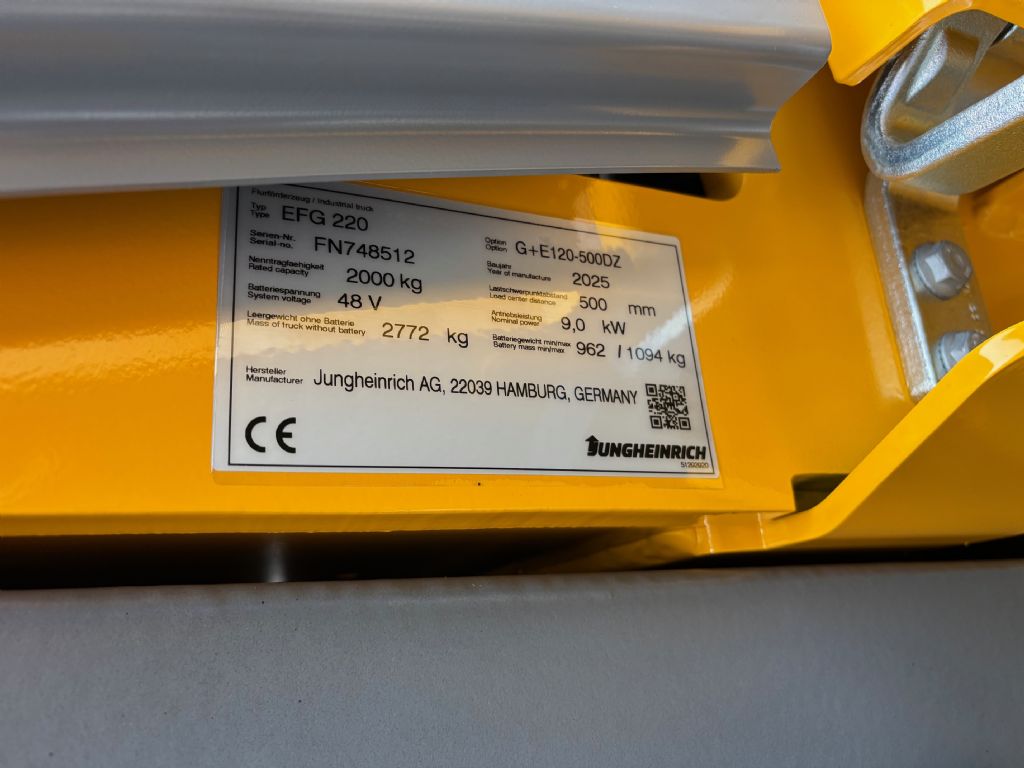 Flurförderzeug / Industrial truck
Typ
Type EFG 220
Serien-Nr.
Serial-no. FN748512
Option
Option G+E120-500DZ
Nenntragfaehigkeit
Rated capacity 2000 kg
Baujahr
Year of manufacture 2025
Batteriespannung
System voltage 48 V
Lastschwerpunktabstand
Load center distance 500 mm
Leergewicht ohne Batterie
Mass of truck without battery 2772 kg
Antriebsleistung
Nominal power 9,0 kW
Batteriegewicht min/max
Battery mass min/max 962 / 1094 kg
Hersteller
Manufacturer Jungheinrich AG, 22039 HAMBURG, GERMANY
CE
JUNGHEINRICH
51292920